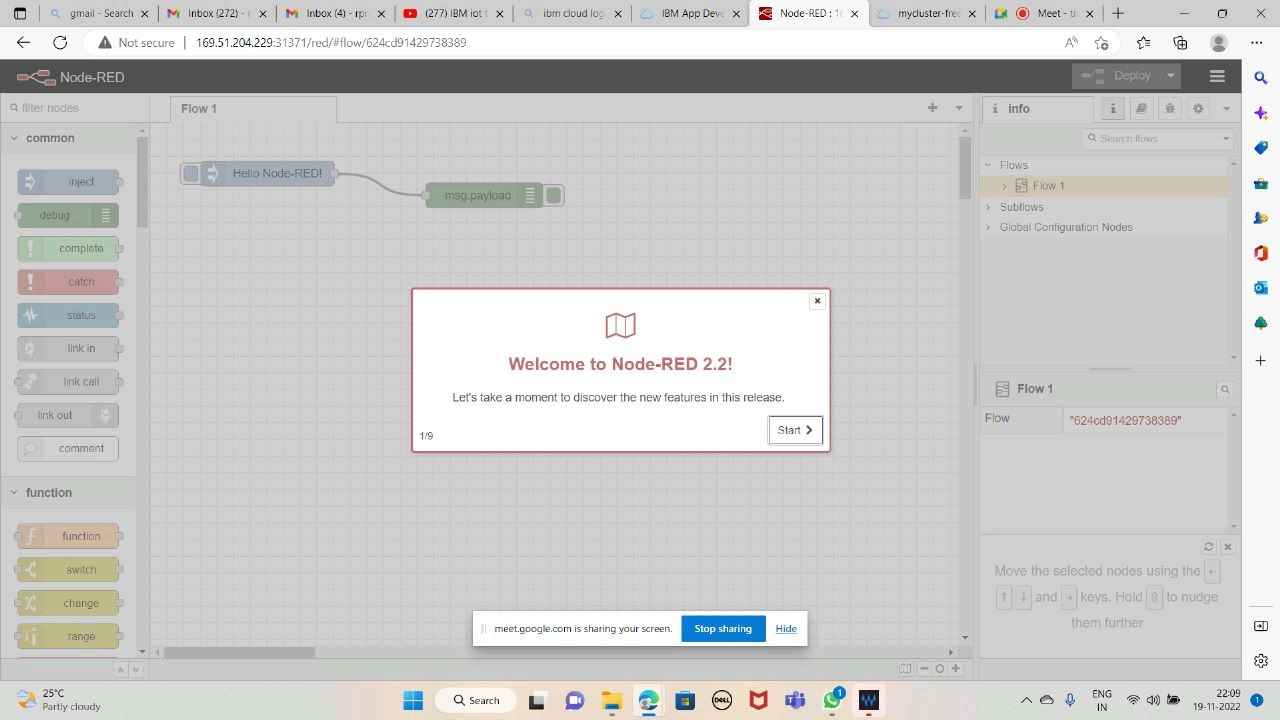 gmail - Search
Inbox (272) - r
Inbox (4) - rpr
(277) IBM iot t
ibm cloud log
IBM App Deve
Node-RED : 16
mycluster-free
Meet - tr
Not secure
169.51.204.229:31371/red/#flow/624cd91429738389
Node-RED
Deploy
filter nodes
Flow 1
info
common
Search flows
Flows
Flow 1
Subflows
Global Configuration Nodes
inject
debug
complete
catch
status
link in
link call
link out
comment
function
function
switch
change
range
Hello Node-RED!
msg.payload
Welcome to Node-RED 2.2!
Let's take a moment to discover the new features in this release.
1/9
Start
Flow 1
Flow
"624cd91429738389"
Move the selected nodes using the ←
↑ ↓ and → keys. Hold ⇧ to nudge
them further
meet.google.com is sharing your screen.
Stop sharing
Hide
25°C
Partly cloudy
Search
DELL
1
ENG
IN
22:09
19-11-2022
1